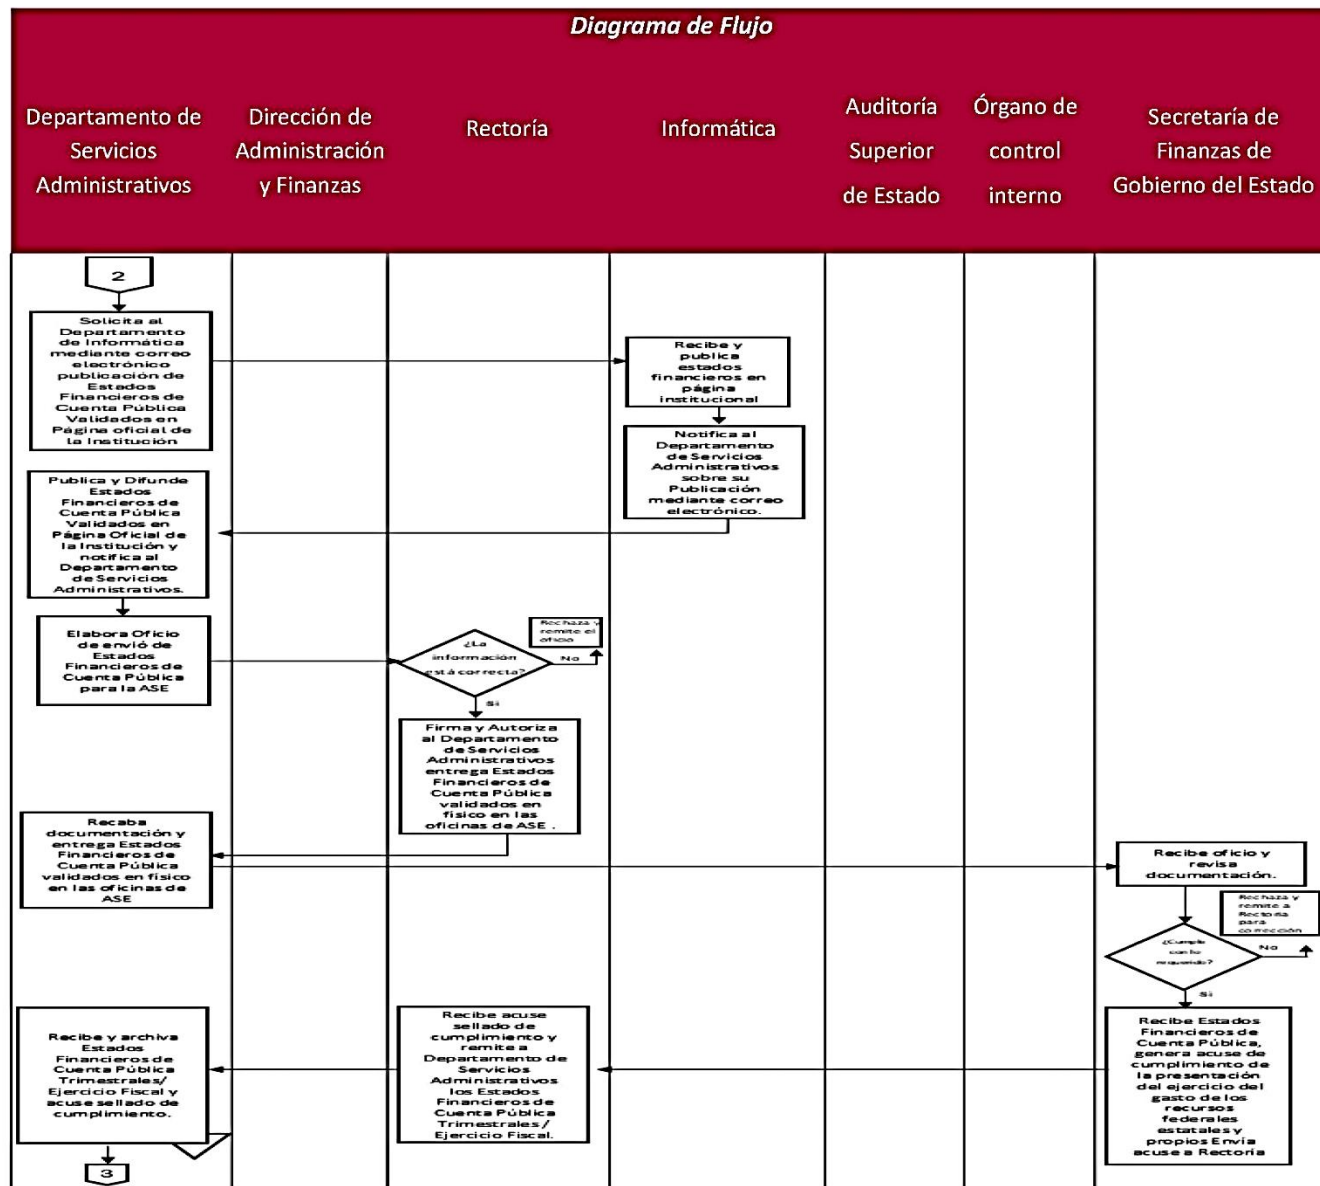 Diagrama de Flujo
Departamento de
Servicios
Administrativos
Dirección de
Administración
y Finanzas
Rectoría
Informática
Auditoría
Superior
de Estado
Órgano de
control
interno
Secretaría de
Finanzas de
Gobierno del Estado
2
Solicita al
Departamento
de Informática
mediante correo
electrónico
publicación de
Estados
Financieros de
Cuenta Pública
Validados en
Página oficial de
la Institución
Recibe y
publica
estados
financieros en
página
institucional
Notifica al
Departamento
de Servicios
Administrativos
sobre su
Publicación
mediante correo
electrónico.
Publica y Difunde
Estados
Financieros de
Cuenta Pública
Validados en
Página Oficial de
la Institución y
notifica al
Departamento
de Servicios
Administrativos.
Elabora Oficio
de envió de
Estados
Financieros de
Cuenta Pública
para la ASE
¿La
información
está correcta?
Rechaza y
remite el
oficio
No
Si
Firma y Autoriza
al Departamento
de Servicios
Administrativos
entrega Estados
Financieros de
Cuenta Pública
validados en
físico en las
oficinas de ASE .
Recaba
documentación y
entrega Estados
Financieros de
Cuenta Pública
validados en físico
en las oficinas de
ASE
Recibe oficio y
revisa
documentación.
Rechaza y
remite a
Rectoría
para
corrección
¿Cumple
con lo
requerido?
No
Si
Recibe Estados
Financieros de
Cuenta Pública,
genera acuse de
cumplimiento de
la presentación
del ejercicio del
gasto de los
recursos
federales
estatales y
propios Envía
acuse a Rectoría
Recibe acuse
sellado de
cumplimiento y
remite a
Departamento de
Servicios
Administrativos
los Estados
Financieros de
Cuenta Pública
Trimestrales/
Ejercicio Fiscal.
Recibe y archiva
Estados
Financieros de
Cuenta Pública
Trimestrales/
Ejercicio Fiscal y
acuse sellado de
cumplimiento.
3